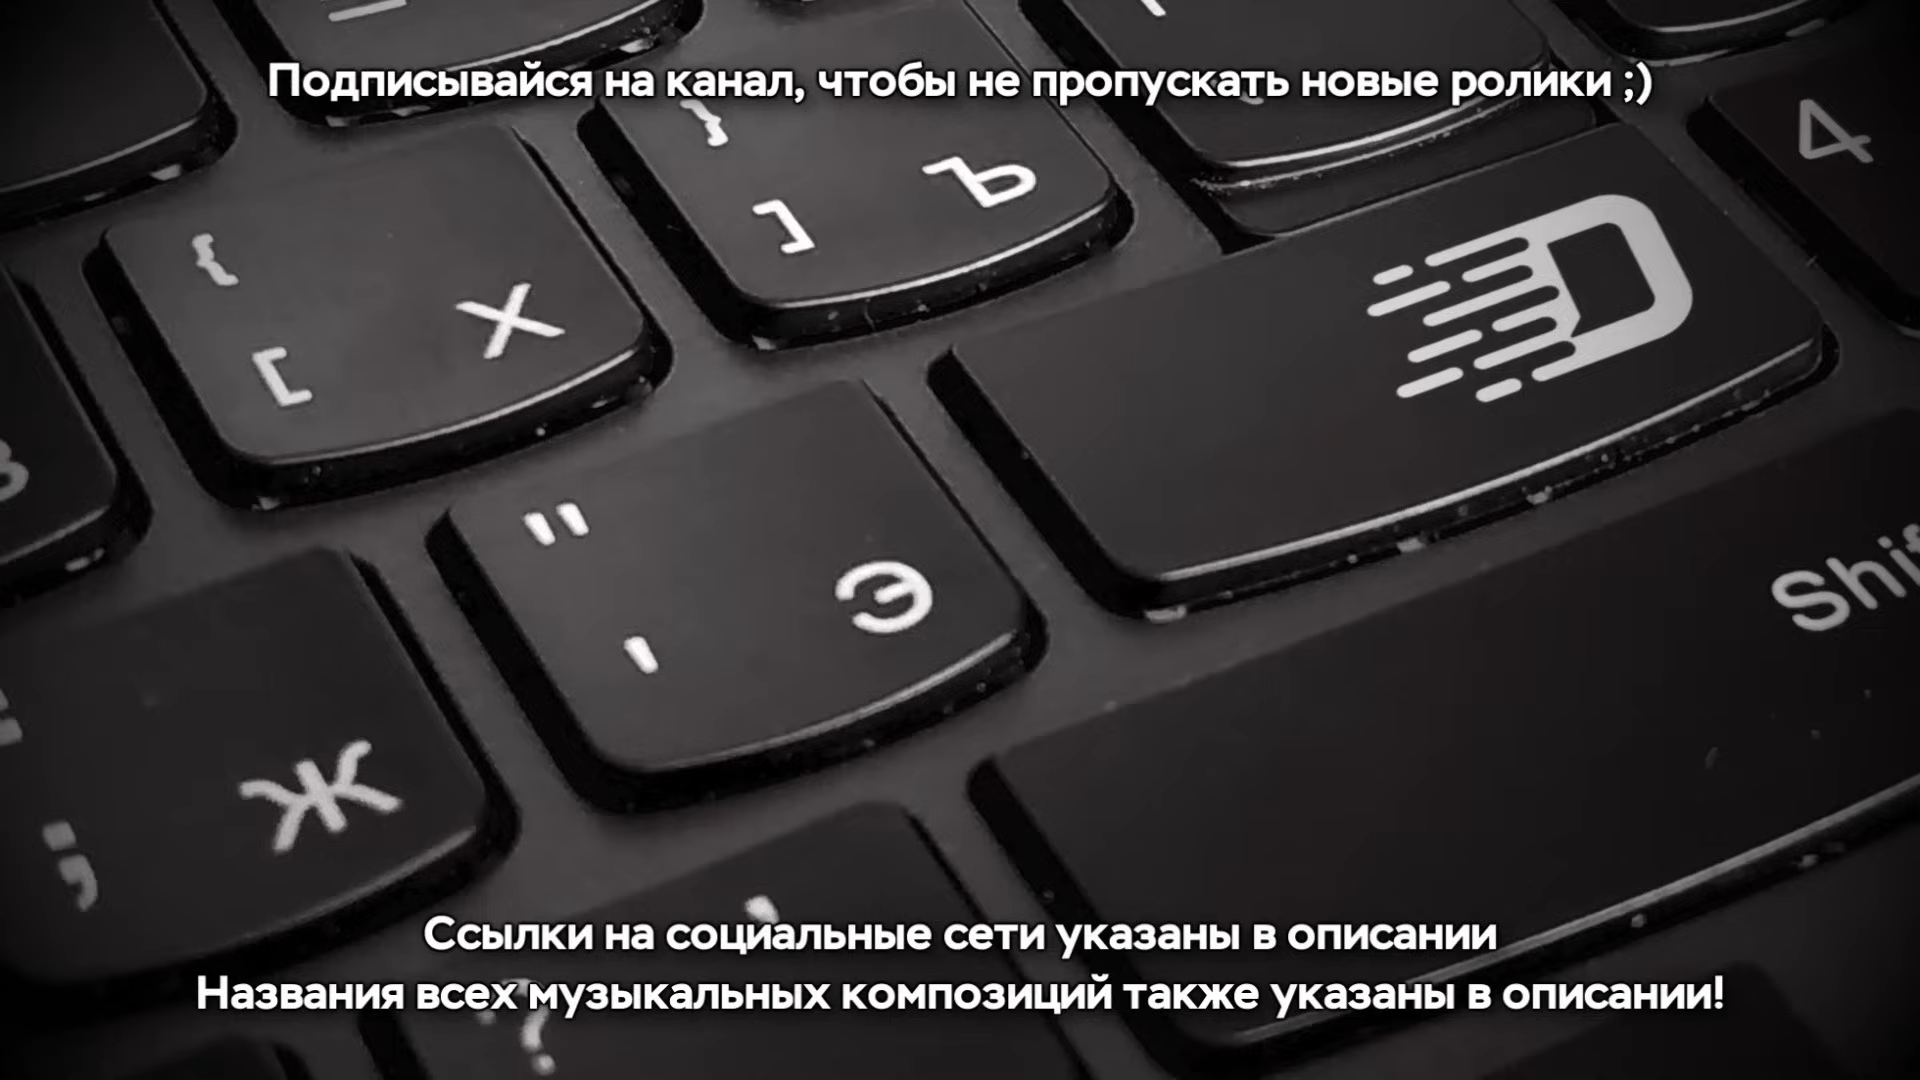 Подписывайся на канал, чтобы не пропускать новые ролики ;)
}
] Ъ
4
{
[ Х
"
' Э
Shif
Ж
;
Ссылки на социальные сети указаны в описании
Названия всех музыкальных композиций также указаны в описании!
?